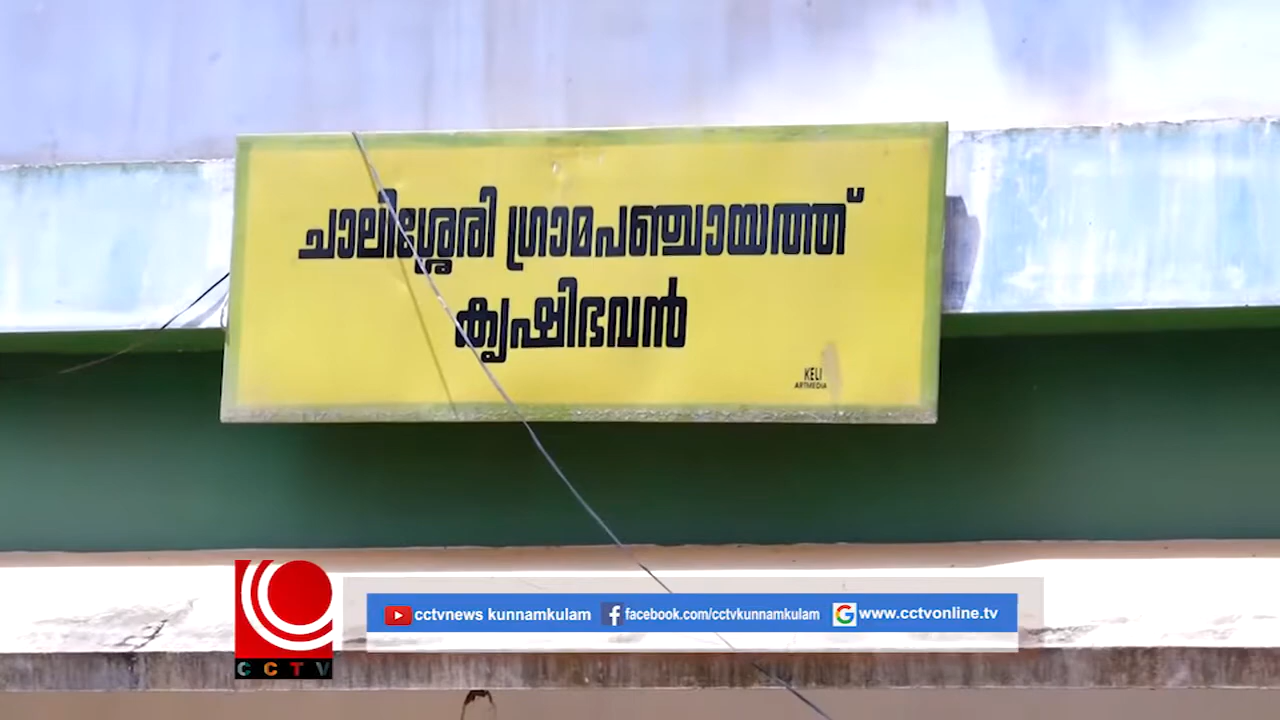 ചാലിശ്ശേരി ഗ്രാമപഞ്ചായത്ത്
കൃഷിഭവൻ
KELI
ARTMEDIA
cctvnews kunnamkulam facebook.com/cctvkunnamkulam www.cctvonline.tv
CCTV